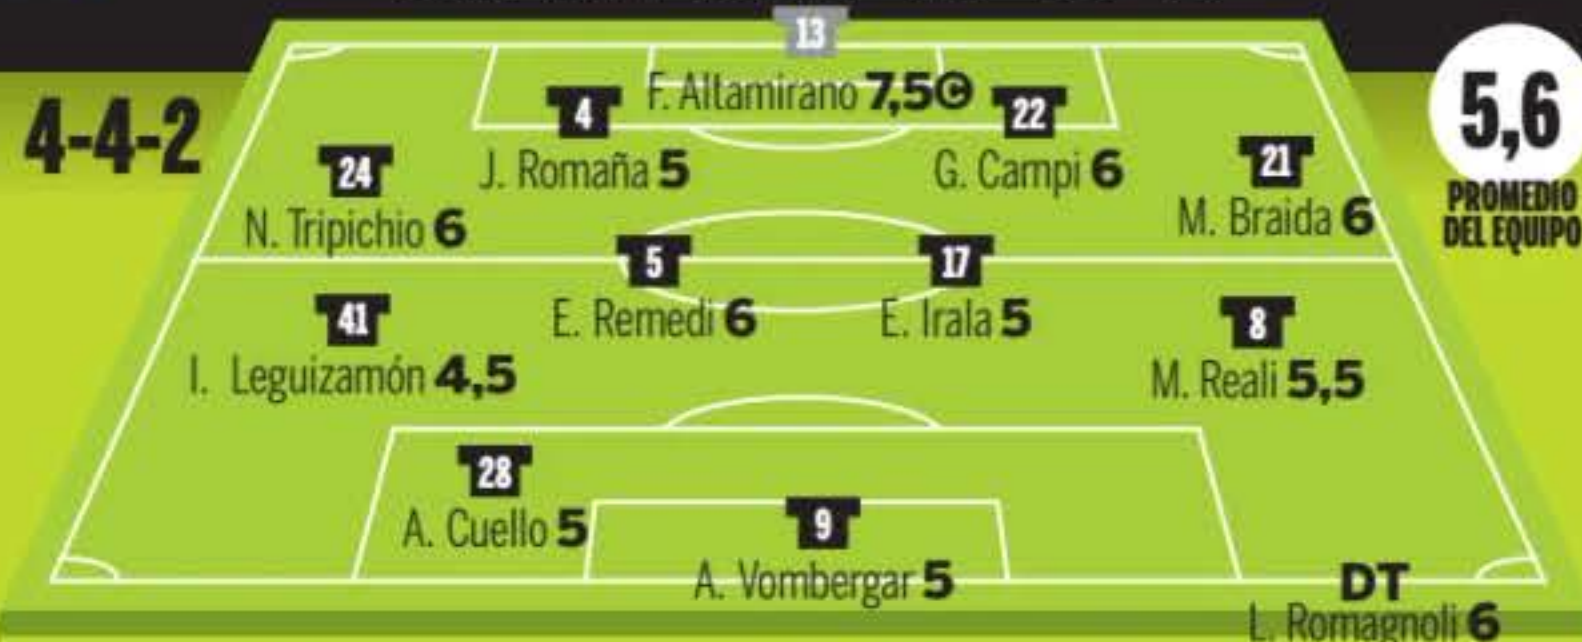 13
F. Altamirano 7,5 ©
4-4-2
4
J. Romaña 5
22
G. Campi 6
5,6
PROMEDIO
DEL EQUIPO
24
N. Tripichio 6
21
M. Braida 6
5
E. Remedi 6
17
E. Irala 5
41
I. Leguizamón 4,5
8
M. Reali 5,5
28
A. Cuello 5
9
A. Vombergar 5
DT
L. Romagnoli 6